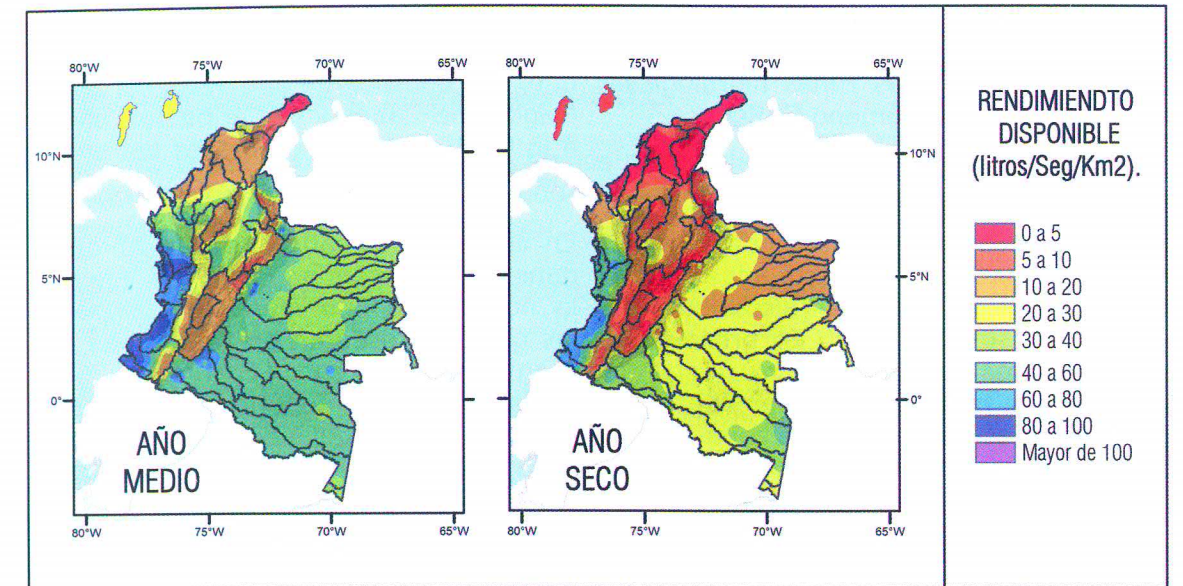 80°W 75°W 70°W 65°W
10°N
5°N
0°
AÑO
MEDIO
80°W 75°W 70°W 65°W
80°W 75°W 70°W 65°W
10°N
5°N
0°
AÑO
SECO
80°W 75°W 70°W 65°W
RENDIMIENDTO
DISPONIBLE
(litros/Seg/Km2).
0 a 5
5 a 10
10 a 20
20 a 30
30 a 40
40 a 60
60 a 80
80 a 100
Mayor de 100